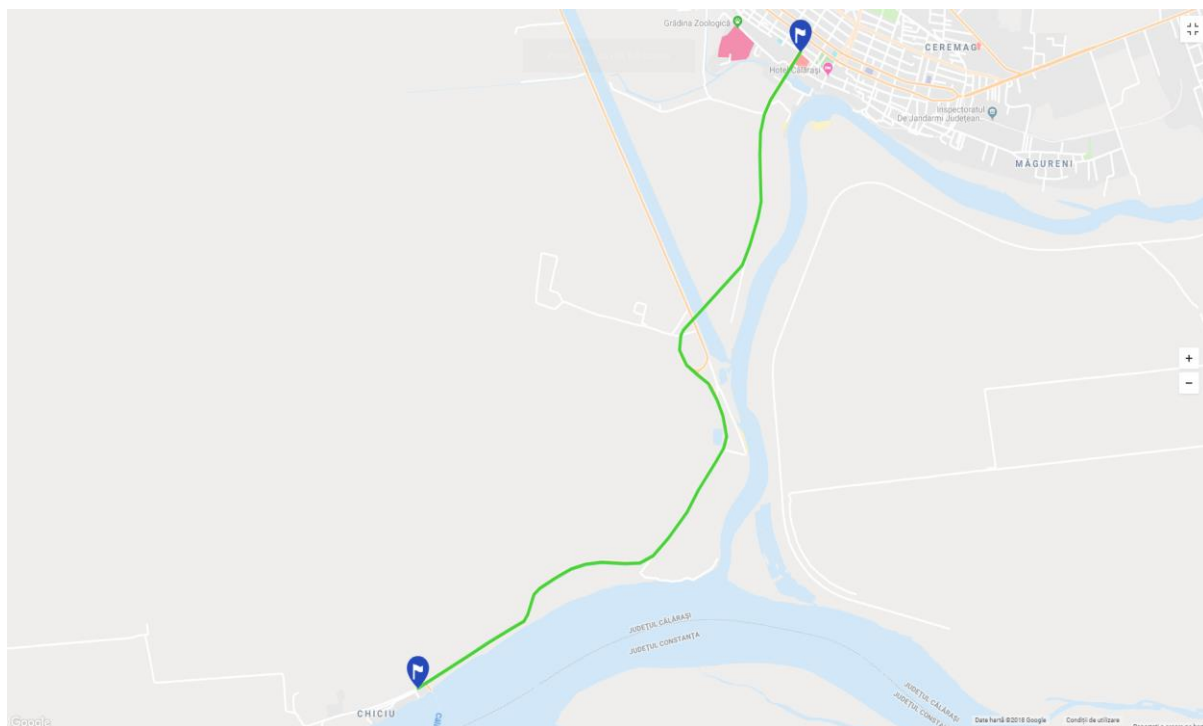 Grădina Zoologică
CEREMAG
Hotel Călărași
Inspectoratul
De Jandarmi Județean...
MĂGURENI
JUDEȚUL CĂLĂRAȘI
JUDEȚUL CONSTANȚA
JUDEȚUL CĂLĂRAȘI
JUDEȚUL CONSTANȚA
CHICIU
Google
Date hartă ©2018 Google
Condiții de utilizare